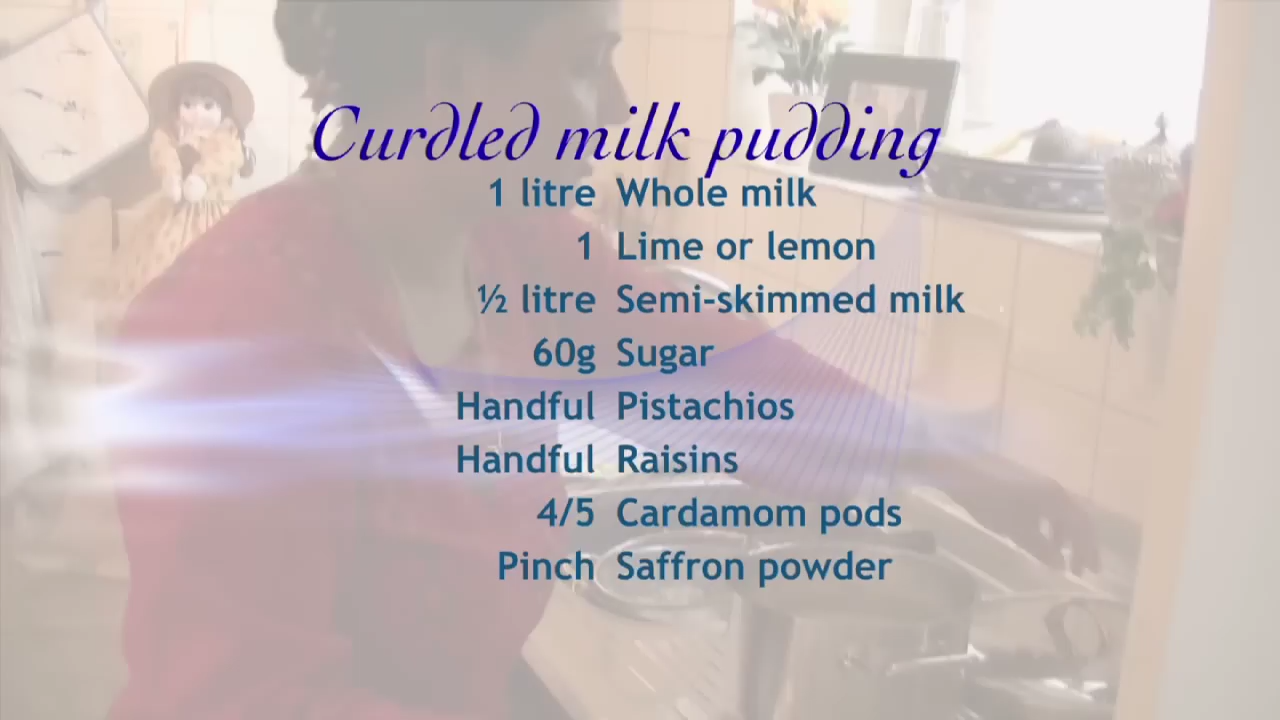 Curdled milk pudding
1 litre Whole milk
1 Lime or lemon
½ litre Semi-skimmed milk
60g Sugar
Handful Pistachios
Handful Raisins
4/5 Cardamom pods
Pinch Saffron powder